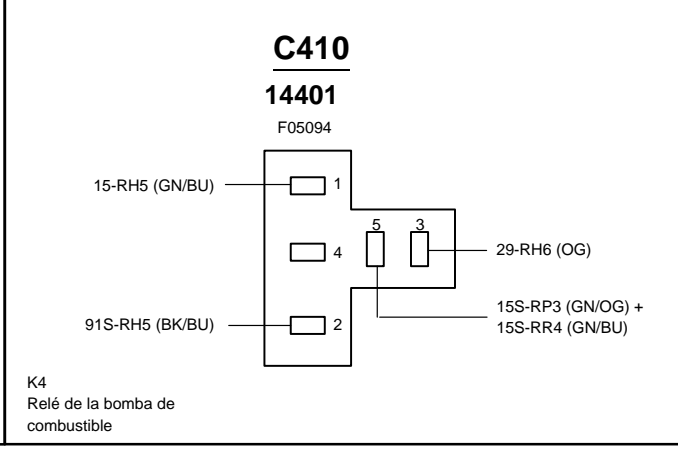 C410
14401
F05094
15-RH5 (GN/BU)
1
5
3
4
29-RH6 (OG)
15S-RP3 (GN/OG) +
15S-RR4 (GN/BU)
91S-RH5 (BK/BU)
2
K4
Relé de la bomba de
combustible